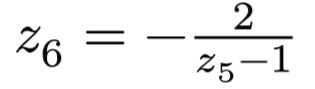 z_6 = -\frac{2}{z_5-1}